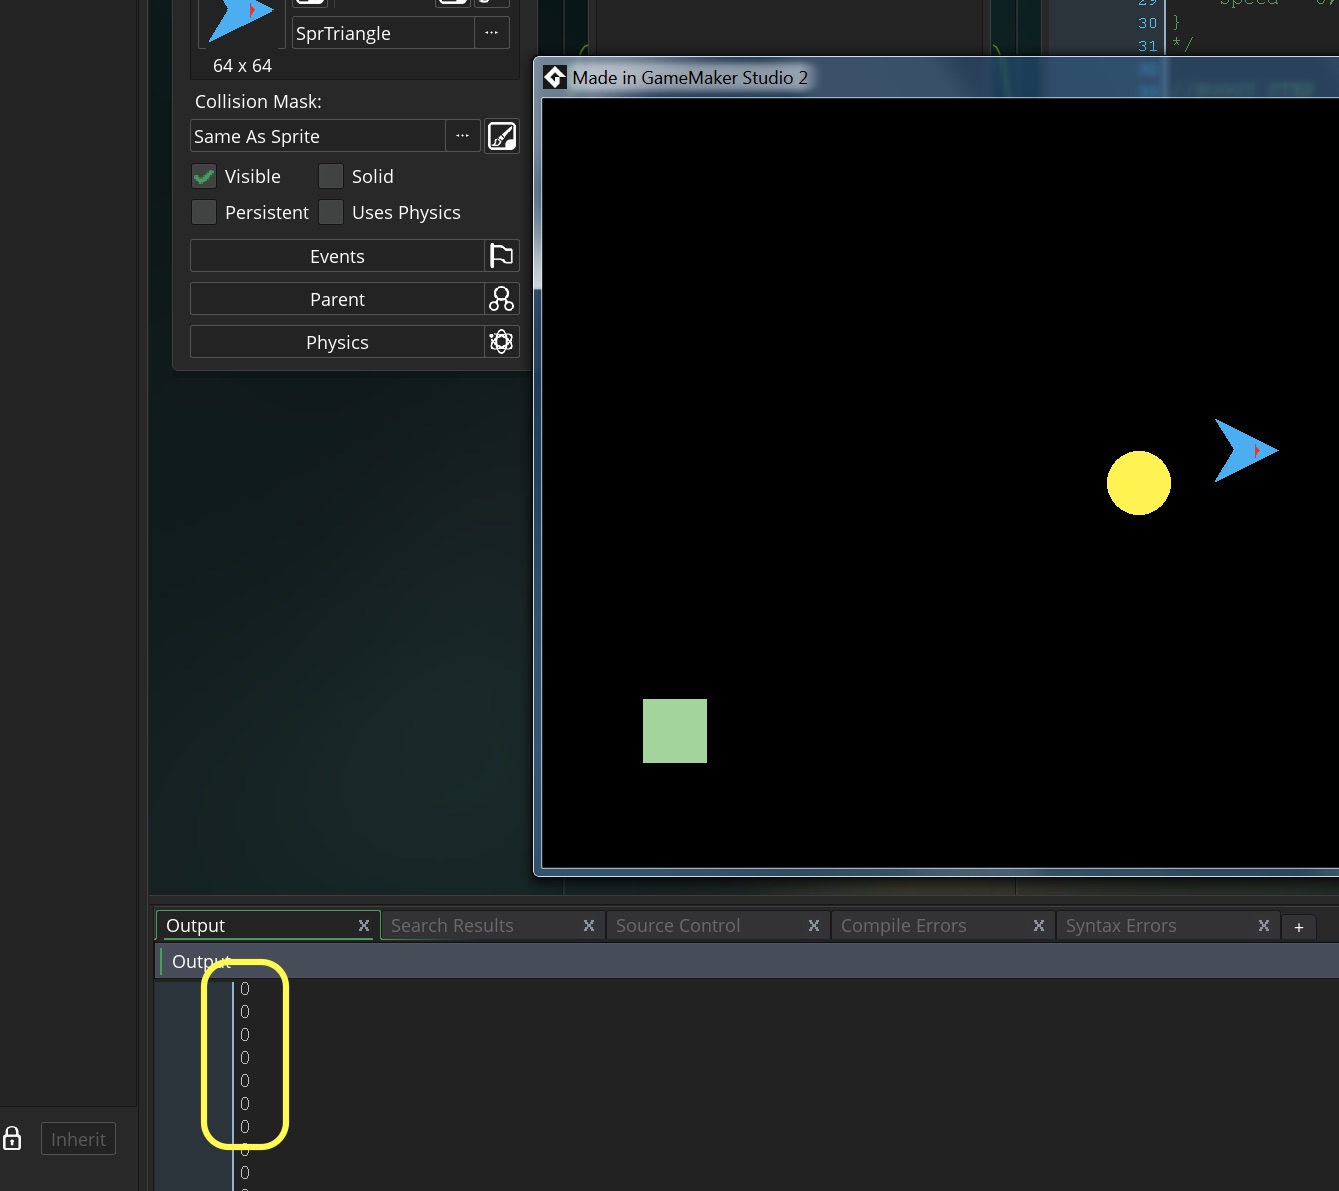 SprTriangle
...
64 x 64
Collision Mask:
Same As Sprite
...
Visible
Solid
Persistent
Uses Physics
Events
Parent
Physics
30 }
31 */
Made in GameMaker Studio 2
Output X
Search Results X
Source Control X
Compile Errors X
Syntax Errors X
+
Output
0
0
0
0
0
0
0
0
0
Inherit